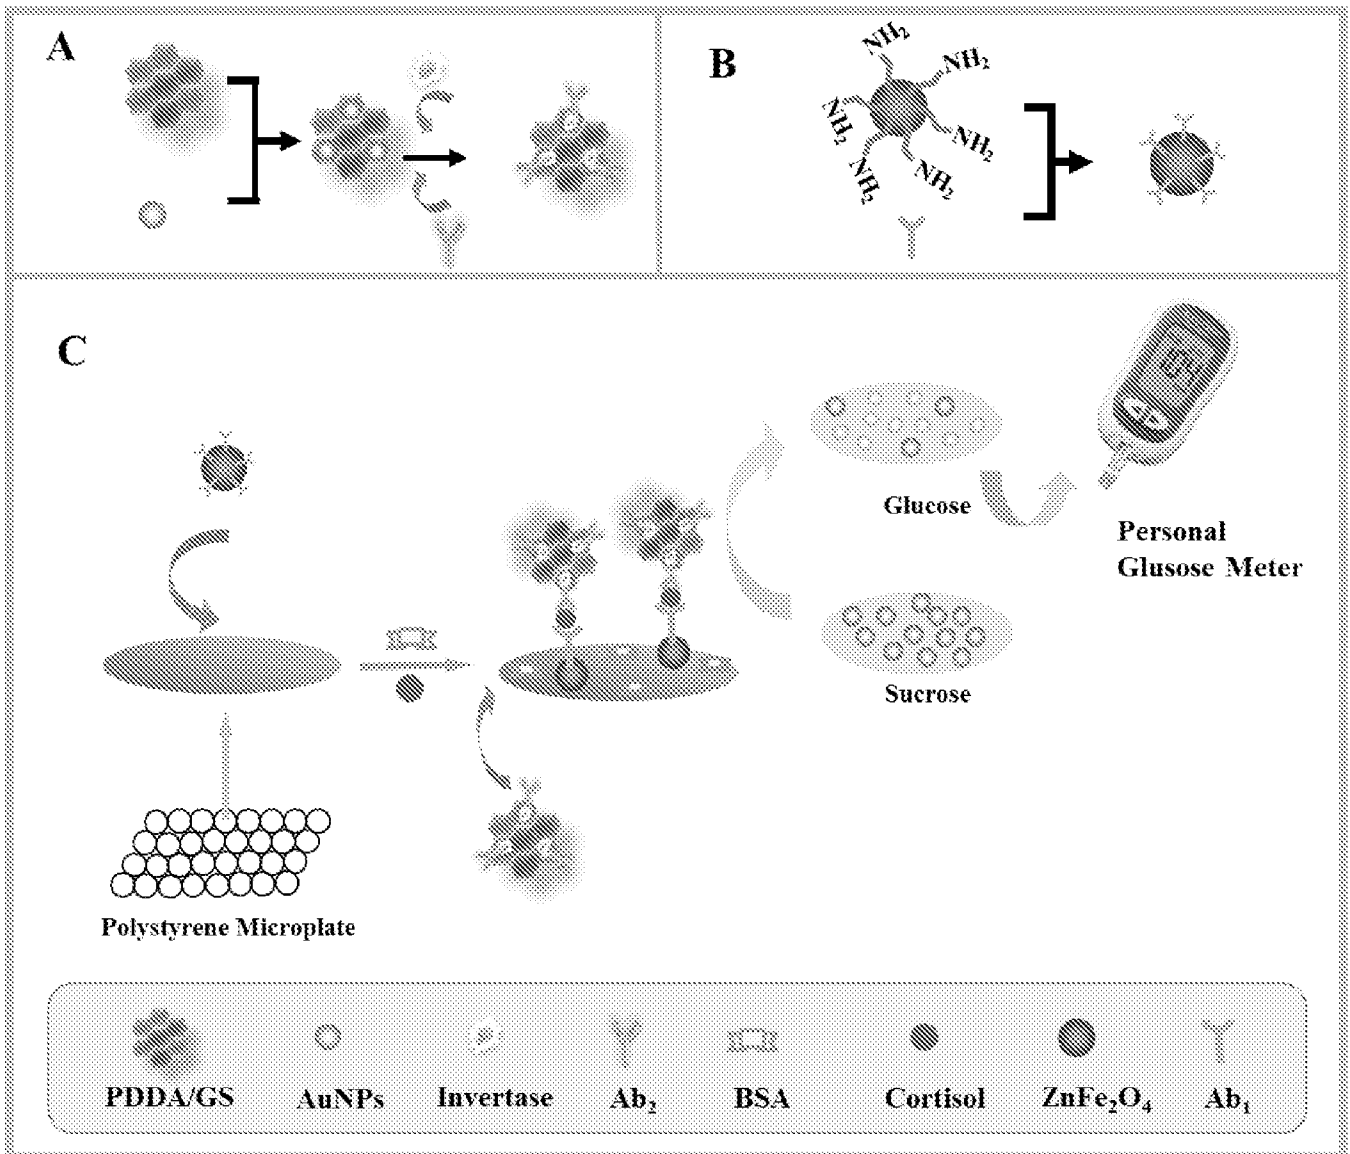 A
B
NH2
NH2
NH2
NH2
NH2
NH2
C
Glucose
Personal
Glusose Meter
Sucrose
Polystyrene Microplate
PDDA/GS
AuNPs
Invertase
Ab2
BSA
Cortisol
ZnFe2O4
Ab1